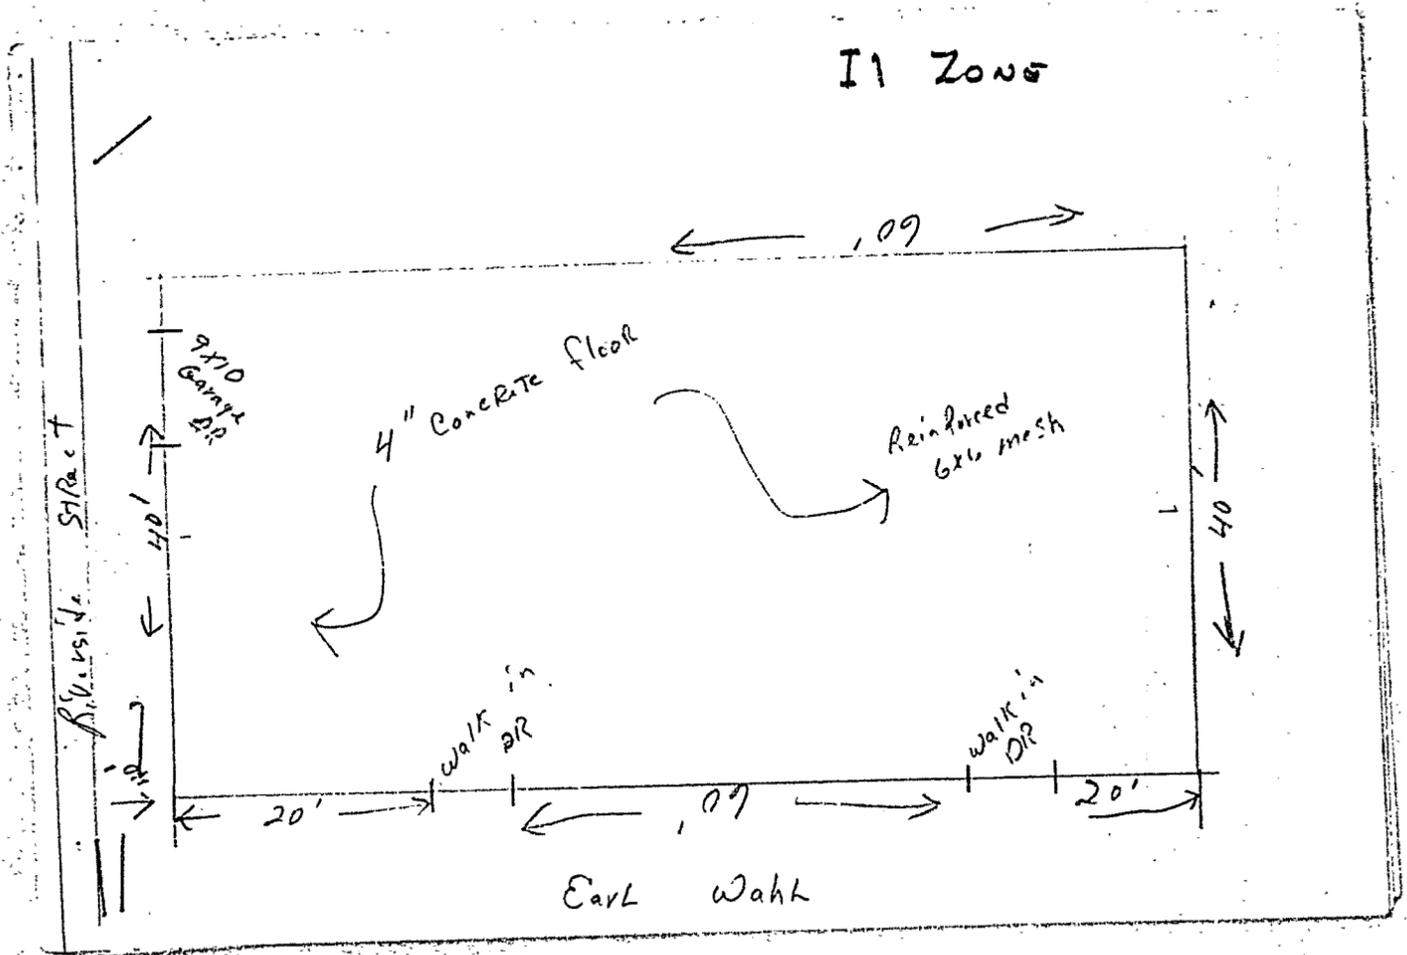 I1 ZONE
60'
9X10
Garage
DR
4" Concrete floor
Reinforced
6x6 mesh
40'
40
Riverside Street
Walk in
DR
Walk in
DR
20'
60'
20'
Earl Wahl